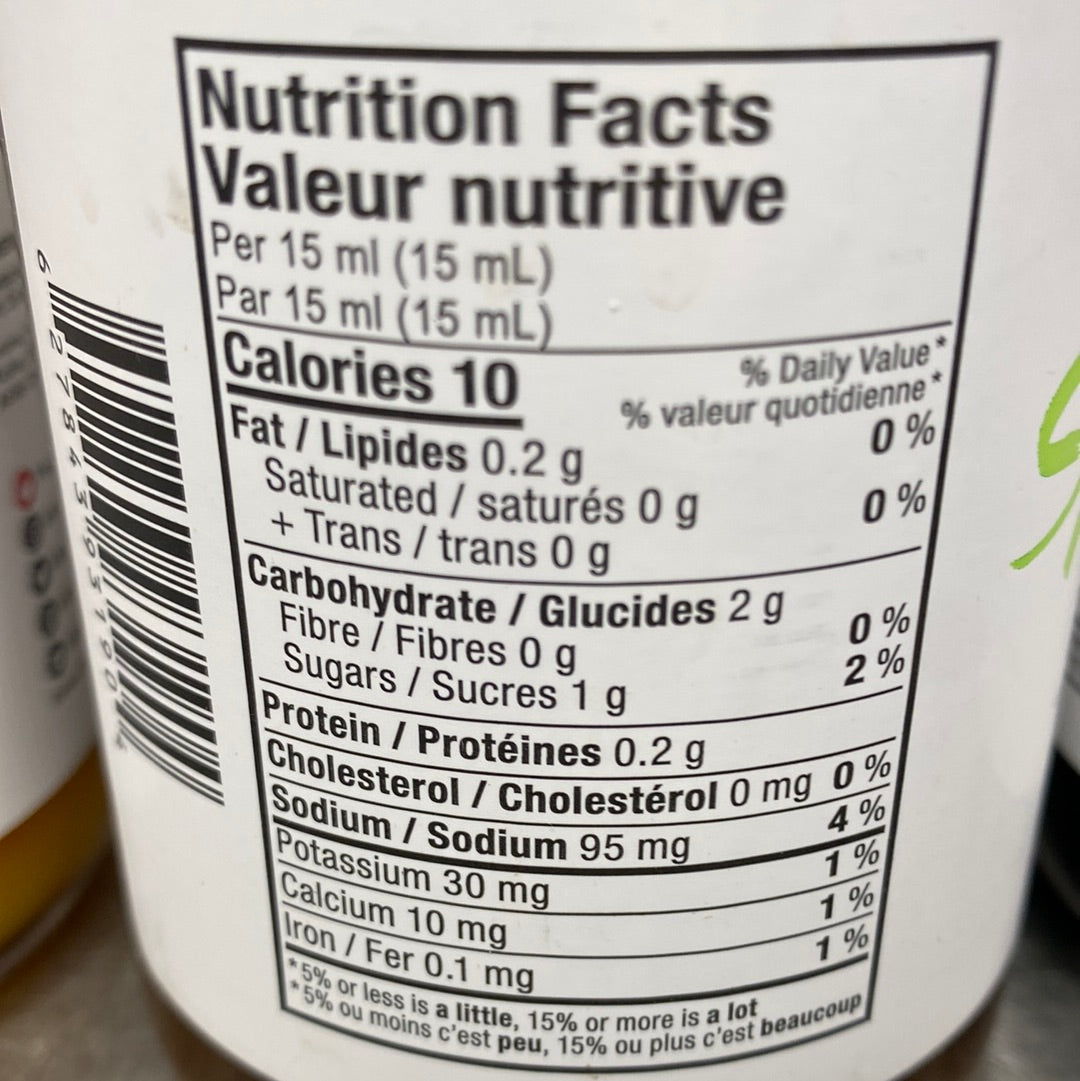 Nutrition Facts
Valeur nutritive
Per 15 ml (15 mL)
Par 15 ml (15 mL)
Calories 10
% Daily Value*
% valeur quotidienne*
Fat / Lipides 0.2 g 0 %
Saturated / saturés 0 g
+ Trans / trans 0 g 0 %
Carbohydrate / Glucides 2 g
Fibre / Fibres 0 g 0 %
Sugars / Sucres 1 g 2 %
Protein / Protéines 0.2 g
Cholesterol / Cholestérol 0 mg 0 %
Sodium / Sodium 95 mg 4 %
Potassium 30 mg 1 %
Calcium 10 mg 1 %
Iron / Fer 0.1 mg 1 %
*5% or less is a little, 15% or more is a lot
*5% ou moins c'est peu, 15% ou plus c'est beaucoup